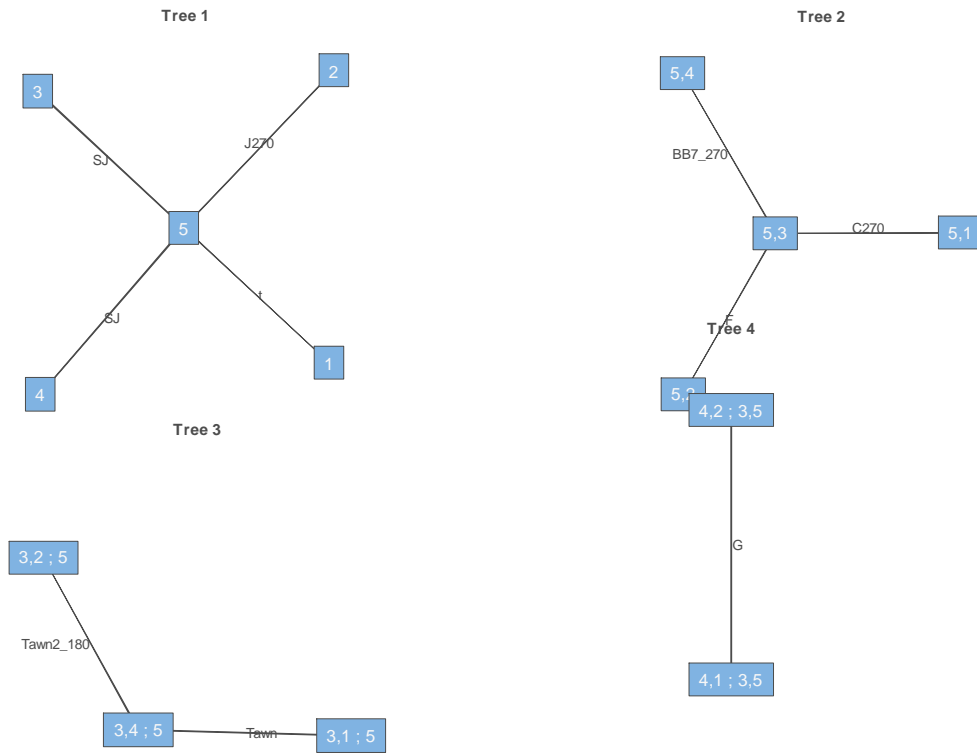 Tree 1
3
2
SJ
J270
5
SJ
t
4
1
Tree 2
5,4
BB7_270
5,3
C270
5,1
F
5,2
Tree 3
3,2 ; 5
Tawn2_180
3,4 ; 5
Tawn
3,1 ; 5
Tree 4
4,2 ; 3,5
G
4,1 ; 3,5